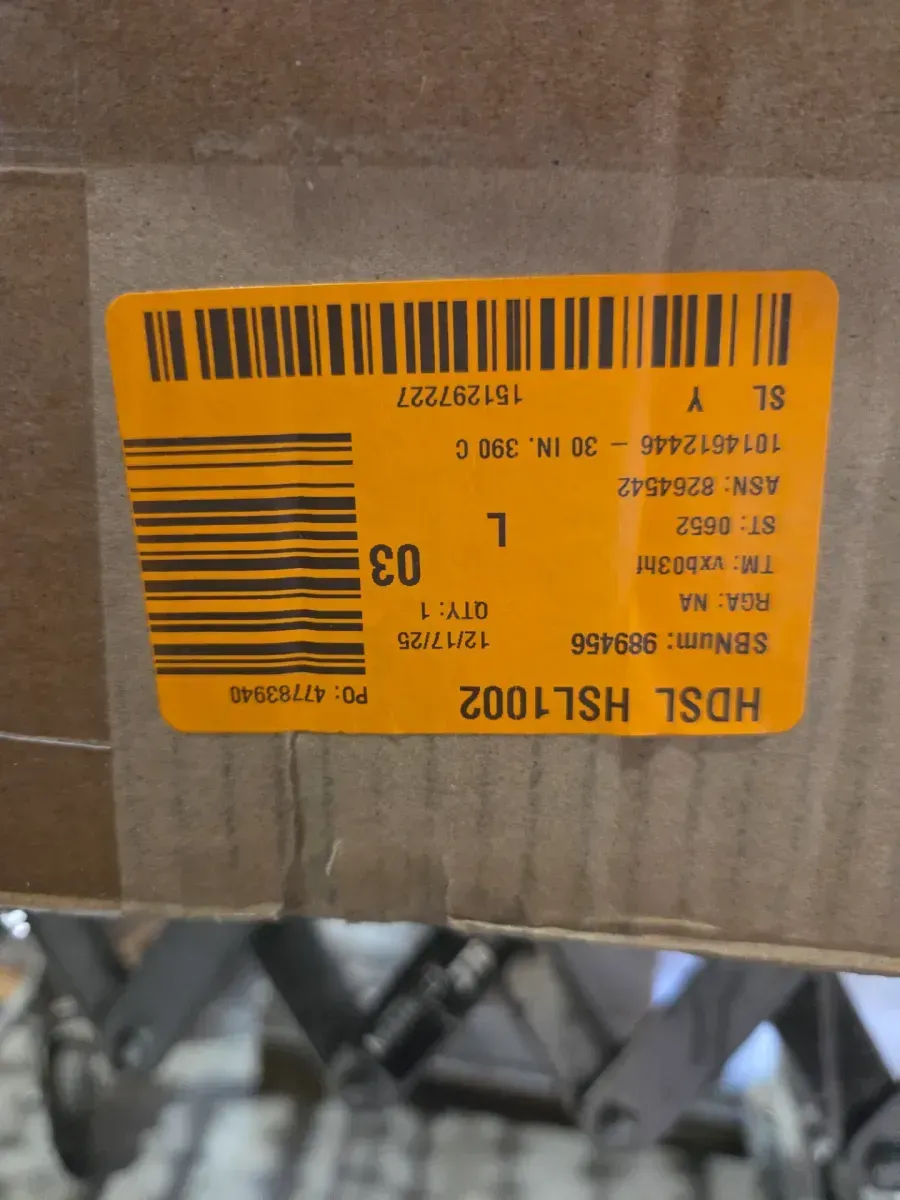 HDSL HSL1002
PO: 47783940
SBNum: 989456
12/17/25
RGA: NA
QTY: 1
TM: vxb03hf
03
ST: 0652
L
ASN: 8264542
1014612446 – 30 IN. 390 C
SL Y
151297227